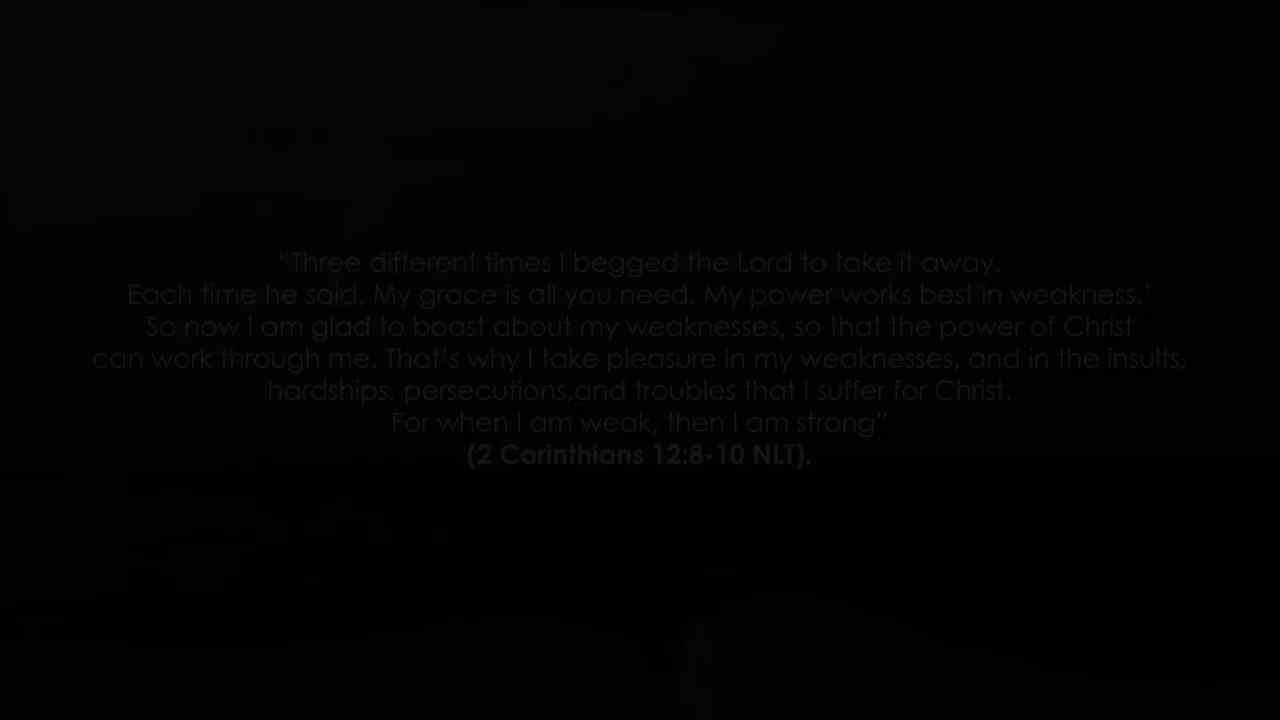 “Three different times I begged the Lord to take it away.
Each time he said, My grace is all you need. My power works best in weakness.’
So now I am glad to boast about my weaknesses, so that the power of Christ
can work through me. That’s why I take pleasure in my weaknesses, and in the insults,
hardships, persecutions,and troubles that I suffer for Christ.
For when I am weak, then I am strong”
(2 Corinthians 12:8-10 NLT).